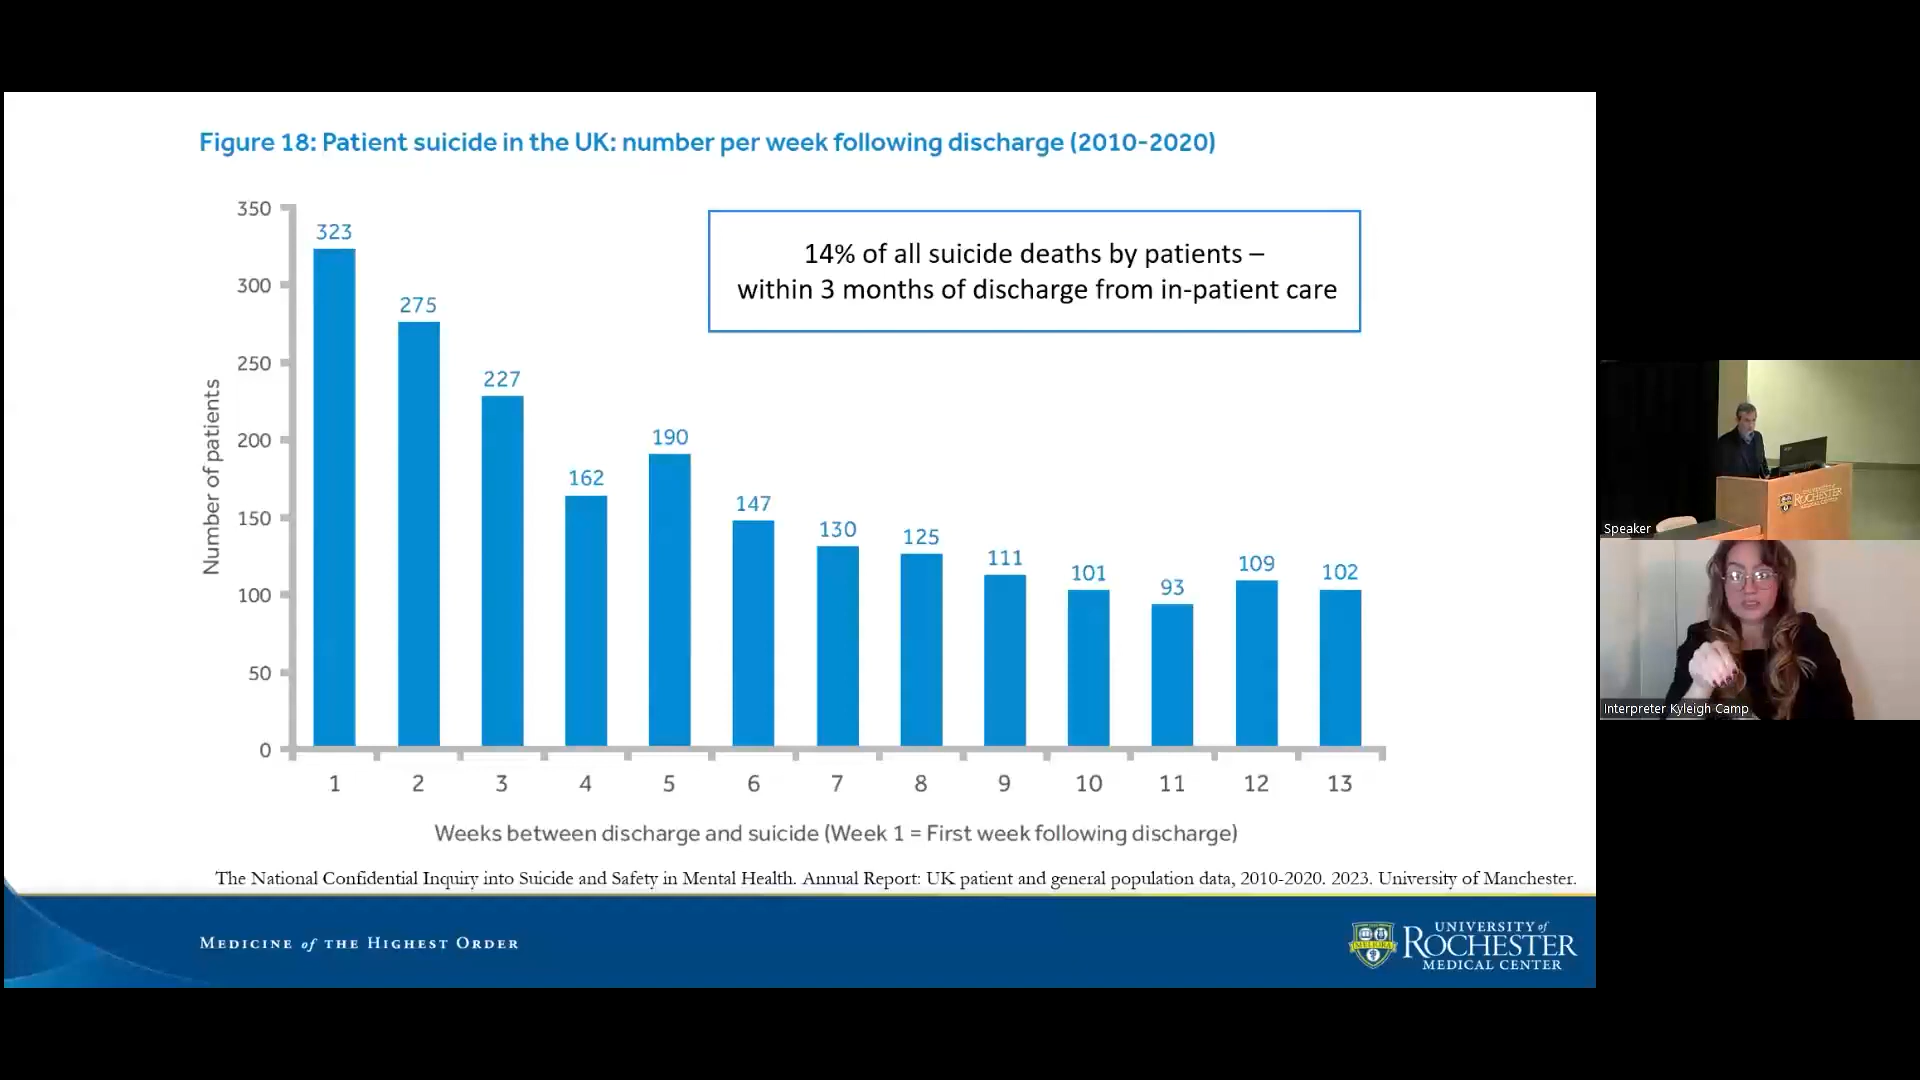 Figure 18: Patient suicide in the UK: number per week following discharge (2010-2020)
14% of all suicide deaths by patients –
within 3 months of discharge from in-patient care
Number of patients
350
300
250
200
150
100
50
0
323
275
227
162
190
147
130
125
111
101
93
109
102
1 2 3 4 5 6 7 8 9 10 11 12 13
Weeks between discharge and suicide (Week 1 = First week following discharge)
The National Confidential Inquiry into Suicide and Safety in Mental Health. Annual Report: UK patient and general population data, 2010-2020. 2023. University of Manchester.
MEDICINE of THE HIGHEST ORDER
MELIORA
UNIVERSITY of
ROCHESTER
MEDICAL CENTER
UNIVERSITY of
ROCHESTER
MEDICAL CENTER
Speaker
Interpreter Kyleigh Camp